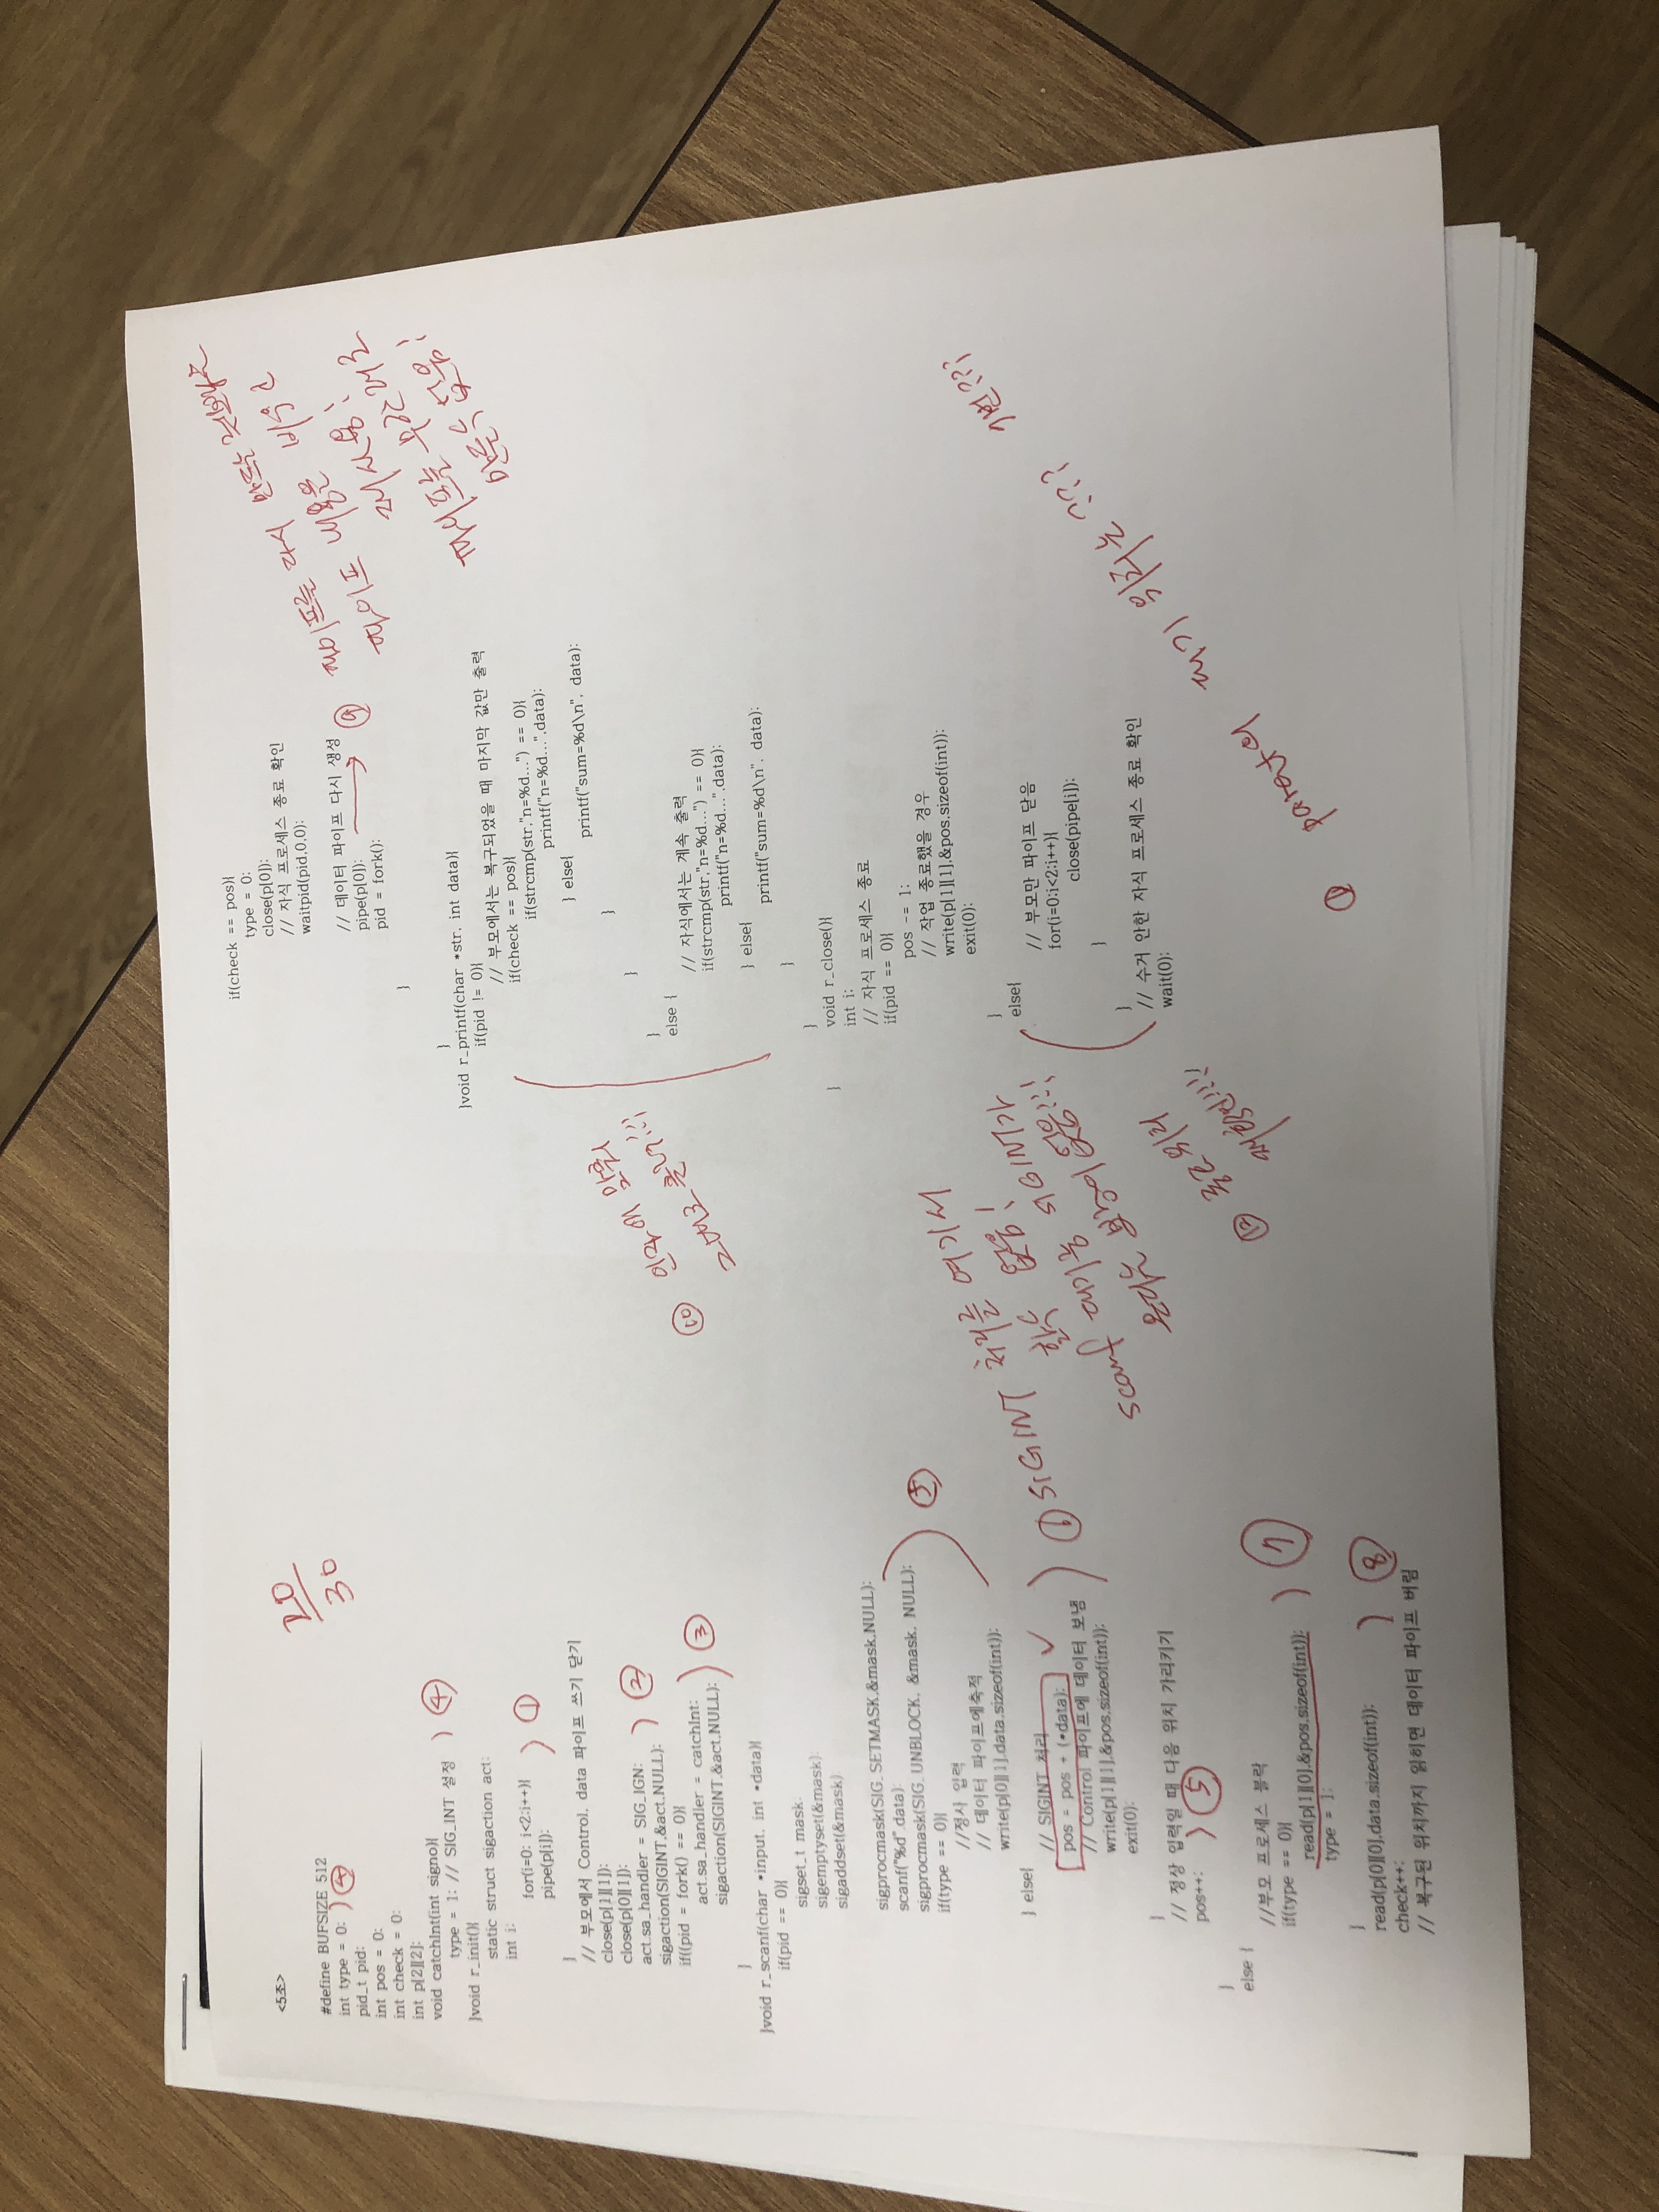 <5조>
20
30
#define BUFSIZE 512
int type = 0; ) ④
pid_t pid;
int pos = 0;
int check = 0;
int p[2][2];
void catchInt(int signo){
type = 1; // SIG_INT 설정 ) ④
}void r_init(){
static struct sigaction act;
int i;
for(i=0; i<2;i++){
pipe(p[i]); ) ①
}
// 부모에서 Control, data 파이프 쓰기 닫기
close(p[1][1]);
close(p[0][1]);
act.sa_handler = SIG_IGN; ) ②
sigaction(SIGINT,&act,NULL);
if((pid = fork() == 0){
act.sa_handler = catchInt; ) ③
sigaction(SIGINT,&act,NULL);
}
}void r_scanf(char *input, int *data){
if(pid == 0){
sigset_t mask;
sigemptyset(&mask);
sigaddset(&mask)
sigprocmask(SIG_SETMASK,&mask,NULL);
scanf("%d",data);
sigprocmask(SIG_UNBLOCK, &mask, NULL); ) ⑤
if(type == 0){
//정사 입력
// 데이터 파이프에축적
write(p[0][1],data,sizeof(int));
} else{
// SIGINT 처리
pos = pos + (*data); ✓
// Control 파이프에 데이터 보냄
write(p[1][1],&pos,sizeof(int));
exit(0);
}
⑥ SIGINT 처리를 여기서
할수 없음!
scanf 대기중 SIGINT가
온다는 보장이 없음!!!
// 정상 입력일 때 다음 위치 가리키기
pos++; ) ⑤
}
else {
//부모 프로세스 블락
if(type == 0){
read(p[1][0],&pos,sizeof(int)); ) ⑦
type = 1;
}
read(p[0][0],data,sizeof(int)); ) ⑧
check++;
// 복구된 위치까지 읽히면 데이터 파이프 버림
if(check == pos){
type = 0;
close(p[0]);
// 자식 프로세스 종료 확인
waitpid(pid,0,0);
// 데이터 파이프 다시 생성
pipe(p[0]); → ⑨ 파이프를 다시 만드는 것보다는
파이프 내용을 비우고
재사용!
파이프를 무한대로
만들수 없음!
pid = fork();
}
}
}void r_printf(char *str, int data){
if(pid != 0){
// 부모에서는 복구되었을 때 마지막 값만 출력
if(check == pos){
if(strcmp(str,"n=%d...") == 0){
printf("n=%d...",data);
} else{
printf("sum=%d\n", data);
}
}
}
⑩ 인자에 맞춰
그대로 출력!!!
else {
// 자식에서는 계속 출력
if(strcmp(str,"n=%d...") == 0){
printf("n=%d...",data);
} else{
printf("sum=%d\n", data);
}
}
} void r_close(){
int i;
// 자식 프로세스 종료
if(pid == 0){
pos -= 1;
// 작업 종료했을 경우
write(p[1][1],&pos,sizeof(int));
exit(0);
}
else{
// 부모만 파이프 닫음
for(i=0;i<2;i++){
close(pipe[i]);
}
}
// 수거 안한 자식 프로세스 종료 확인
wait(0);
}
⑫ 종료위치
재확인!!!
대기 위치는 ???
7번???